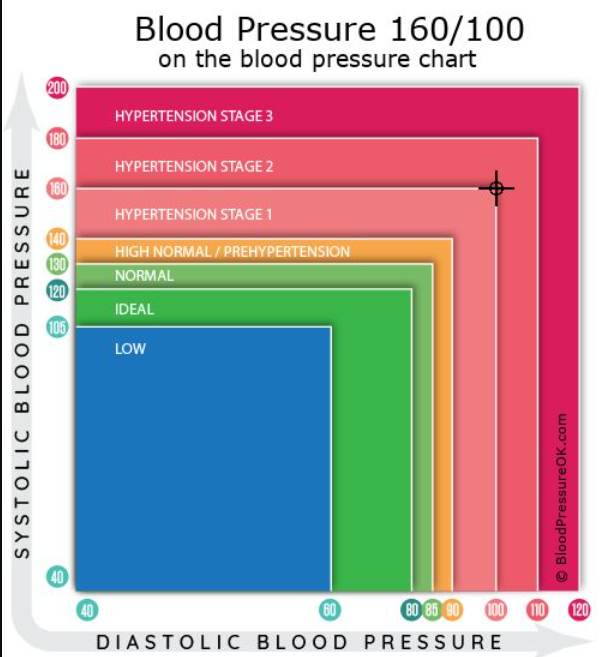 Blood Pressure 160/100
on the blood pressure chart
200
HYPERTENSION STAGE 3
180
HYPERTENSION STAGE 2
160
HYPERTENSION STAGE 1
140
HIGH NORMAL / PREHYPERTENSION
130
NORMAL
120
IDEAL
105
LOW
40
SYSTOLIC BLOOD PRESSURE
© BloodPressureOK.com
40 60 80 85 90 100 110 120
DIASTOLIC BLOOD PRESSURE